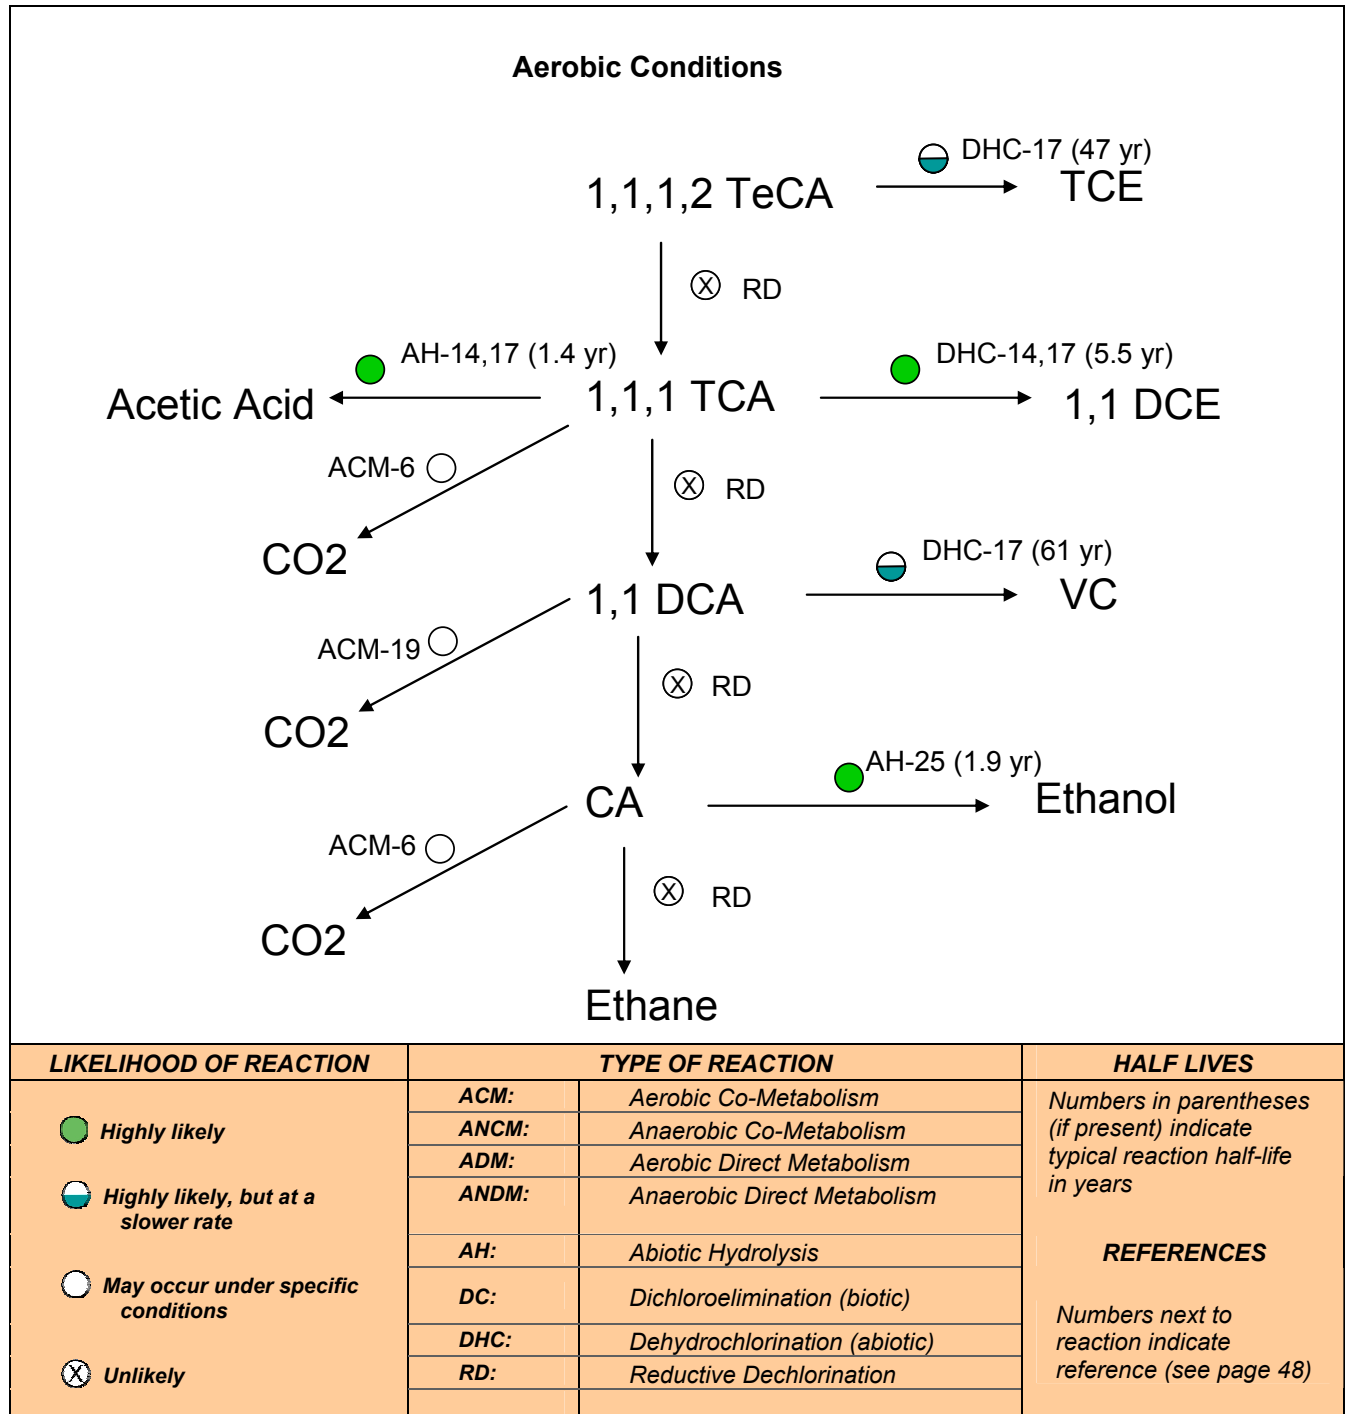 Aerobic Conditions
DHC-17 (47 yr)
1,1,1,2 TeCA
TCE
X
RD
AH-14,17 (1.4 yr)
DHC-14,17 (5.5 yr)
Acetic Acid
1,1,1 TCA
1,1 DCE
ACM-6
X
RD
CO2
DHC-17 (61 yr)
1,1 DCA
VC
ACM-19
X
RD
CO2
AH-25 (1.9 yr)
CA
Ethanol
ACM-6
X
RD
CO2
Ethane
LIKELIHOOD OF REACTION
Highly likely
Highly likely, but at a
slower rate
May occur under specific
conditions
X Unlikely
TYPE OF REACTION
ACM: Aerobic Co-Metabolism
ANCM: Anaerobic Co-Metabolism
ADM: Aerobic Direct Metabolism
ANDM: Anaerobic Direct Metabolism
AH: Abiotic Hydrolysis
DC: Dichloroelimination (biotic)
DHC: Dehydrochlorination (abiotic)
RD: Reductive Dechlorination
HALF LIVES
Numbers in parentheses
(if present) indicate
typical reaction half-life
in years
REFERENCES
Numbers next to
reaction indicate
reference (see page 48)